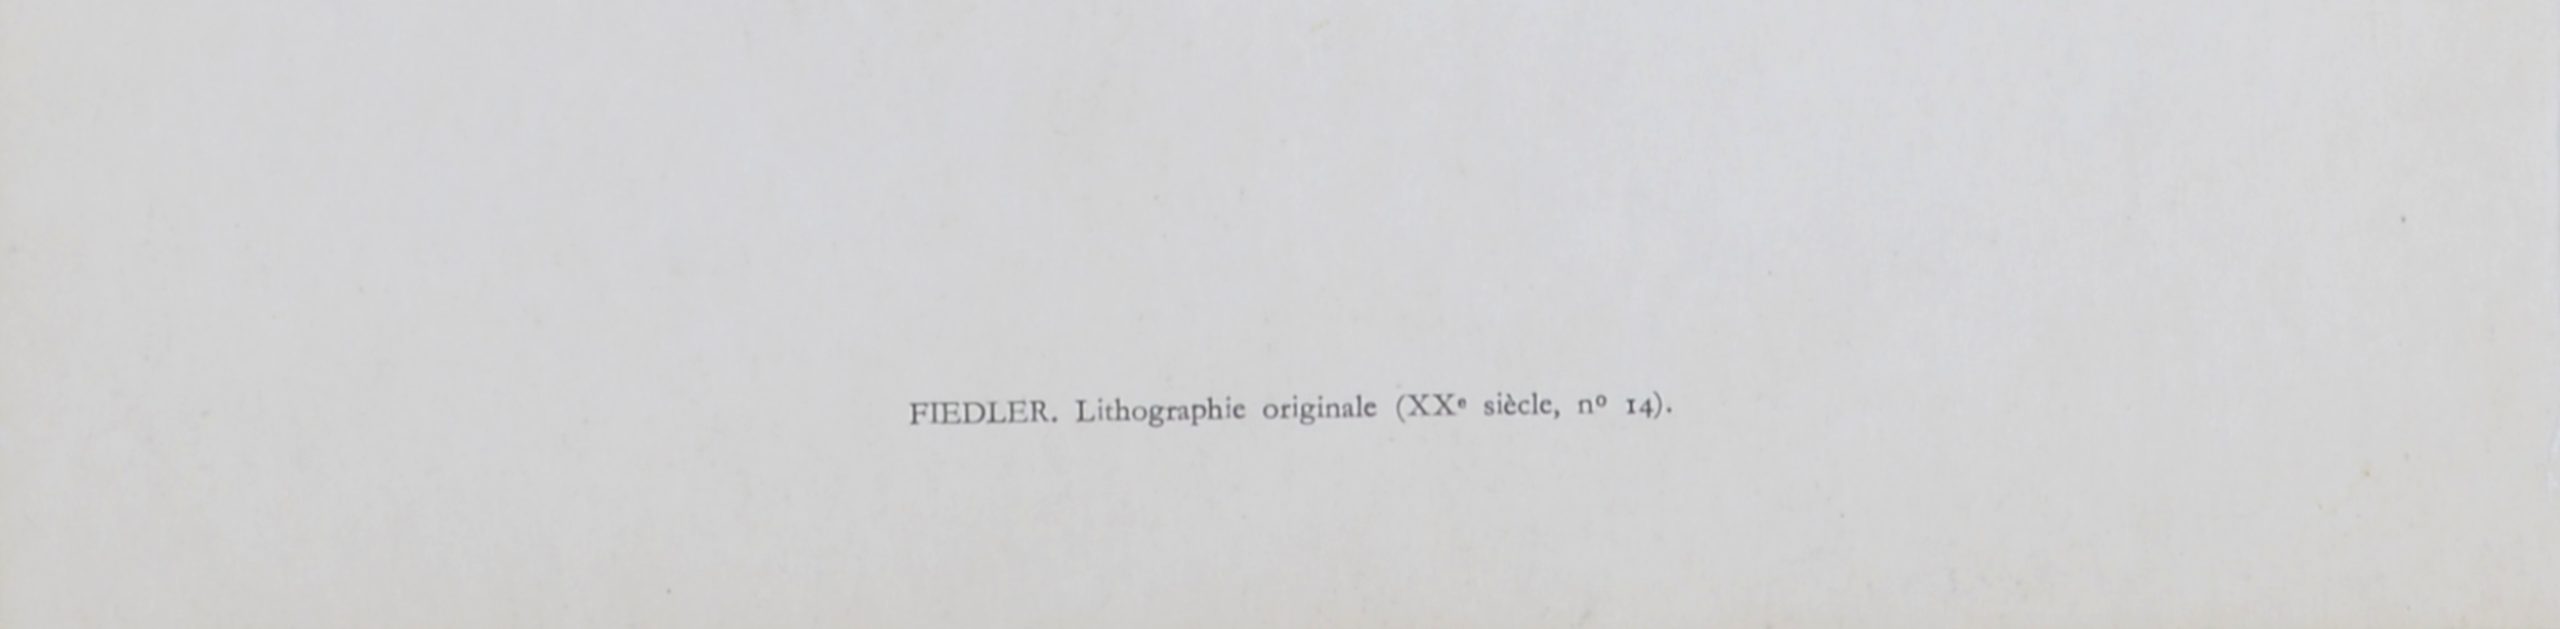 FIEDLER. Lithographie originale (XXᵉ siècle, nº 14).